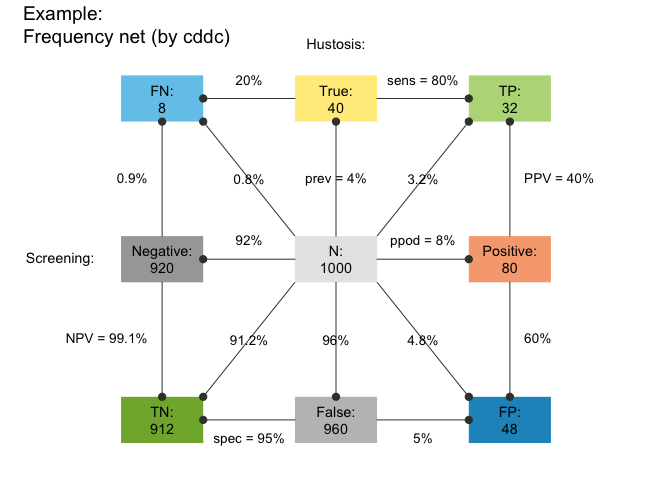 Example:
Frequency net (by cddc)
Hustosis:
FN:
8
20%
True:
40
sens = 80%
TP:
32
0.9%
0.8%
prev = 4%
3.2%
PPV = 40%
Screening:
Negative:
920
92%
N:
1000
ppod = 8%
Positive:
80
NPV = 99.1%
91.2%
96%
4.8%
60%
TN:
912
spec = 95%
False:
960
5%
FP:
48